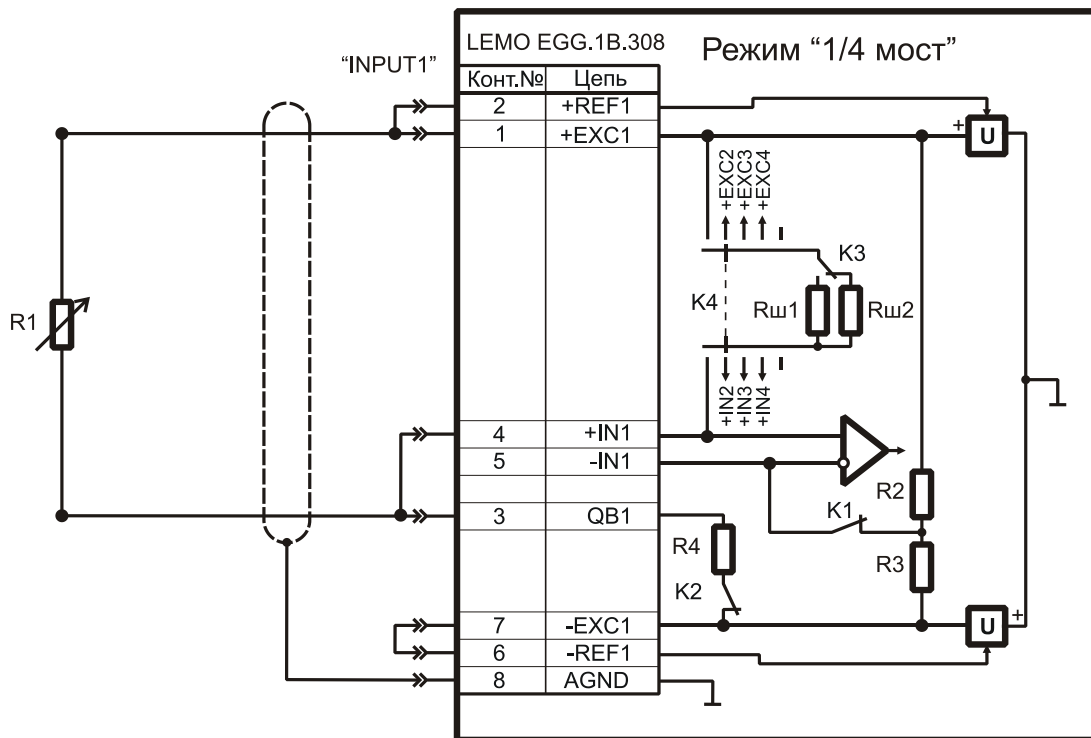 LEMO EGG.1B.308
Режим “1/4 мост”
“INPUT1”
Конт.№ Цепь
2 +REF1
1 +EXC1
+ U
+EXC2
+EXC3
+EXC4
K3
K4
Rш1
Rш2
R1
+IN2
+IN3
+IN4
4 +IN1
5 -IN1
R2
K1
3 QB1
R4
R3
K2
7 -EXC1
U +
6 -REF1
8 AGND